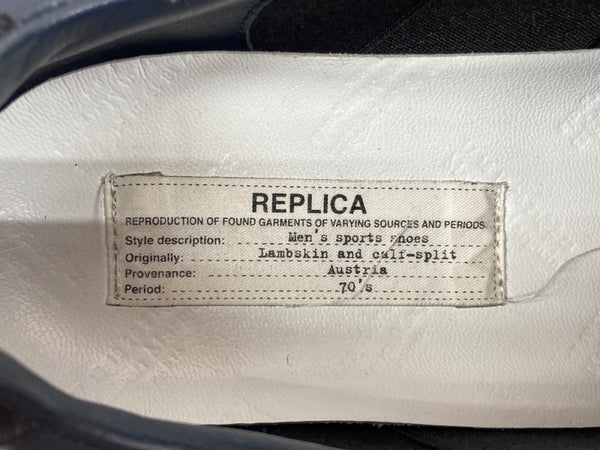 REPLICA
REPRODUCTION OF FOUND GARMENTS OF VARYING SOURCES AND PERIODS
Style description: Men's sports shoes
Originally: Lambskin and calf-split
Provenance: Austria
Period: 70's